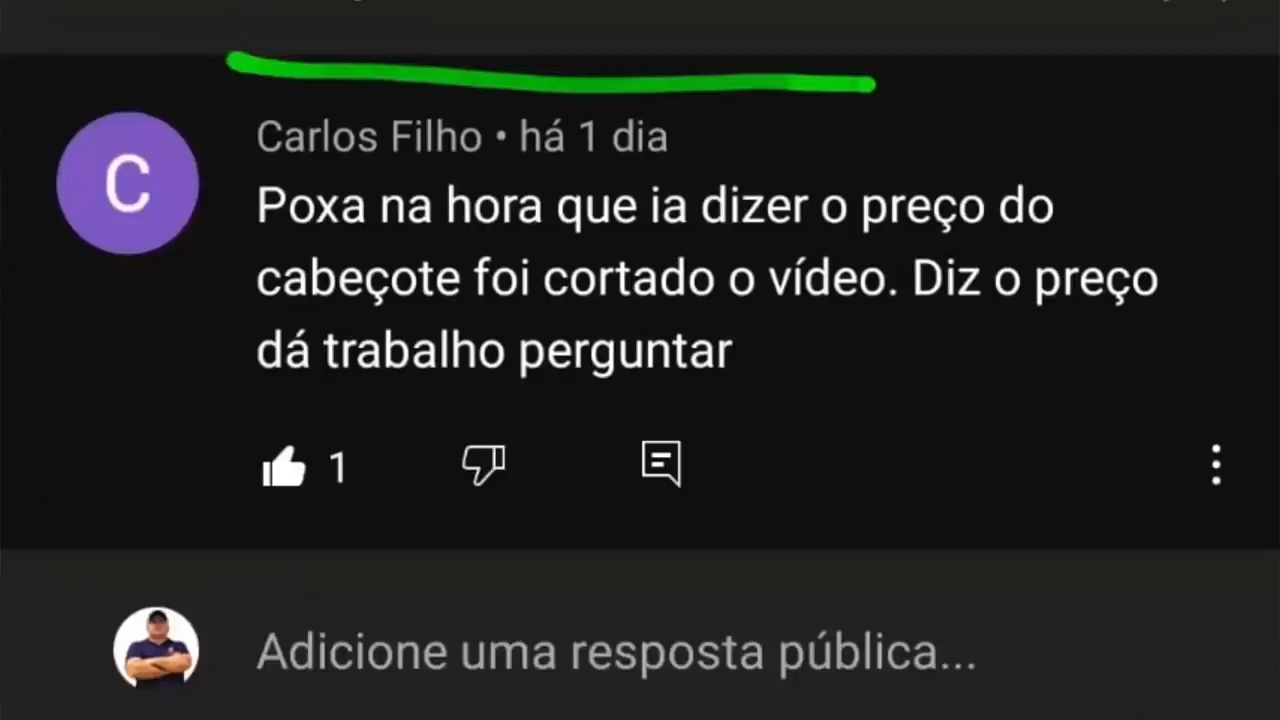 Carlos Filho • há 1 dia
C
Poxa na hora que ia dizer o preço do
cabeçote foi cortado o vídeo. Diz o preço
dá trabalho perguntar
1
Adicione uma resposta pública...